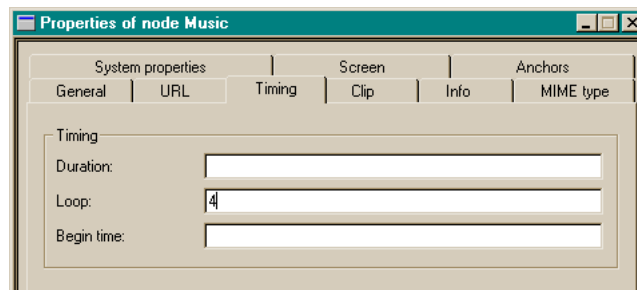 Properties of node Music
System properties Screen Anchors
General URL Timing Clip Info MIME type
Timing
Duration:
Loop: 4
Begin time: